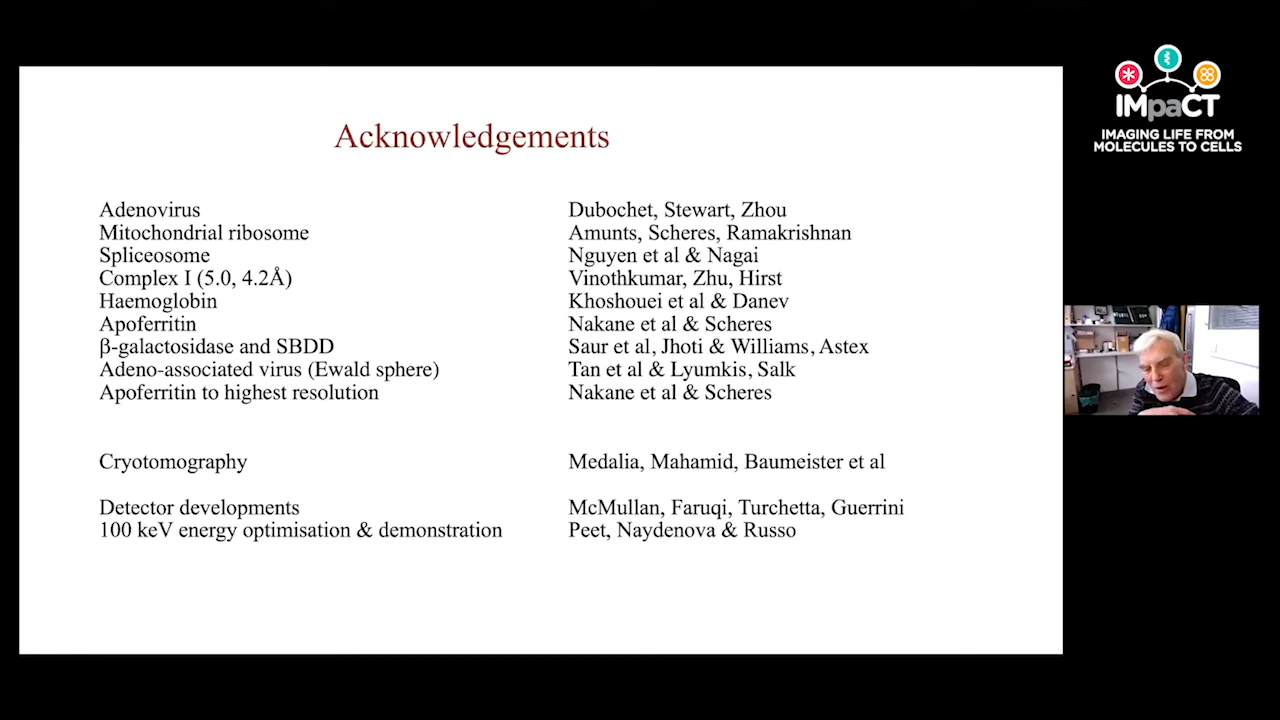 Acknowledgements
Adenovirus Dubochet, Stewart, Zhou
Mitochondrial ribosome Amunts, Scheres, Ramakrishnan
Spliceosome Nguyen et al & Nagai
Complex I (5.0, 4.2Å) Vinothkumar, Zhu, Hirst
Haemoglobin Khoshouei et al & Danev
Apoferritin Nakane et al & Scheres
β-galactosidase and SBDD Saur et al, Jhoti & Williams, Astex
Adeno-associated virus (Ewald sphere) Tan et al & Lyumkis, Salk
Apoferritin to highest resolution Nakane et al & Scheres
Cryotomography Medalia, Mahamid, Baumeister et al
Detector developments McMullan, Faruqi, Turchetta, Guerrini
100 keV energy optimisation & demonstration Peet, Naydenova & Russo
IMpaCT
IMAGING LIFE FROM
MOLECULES TO CELLS